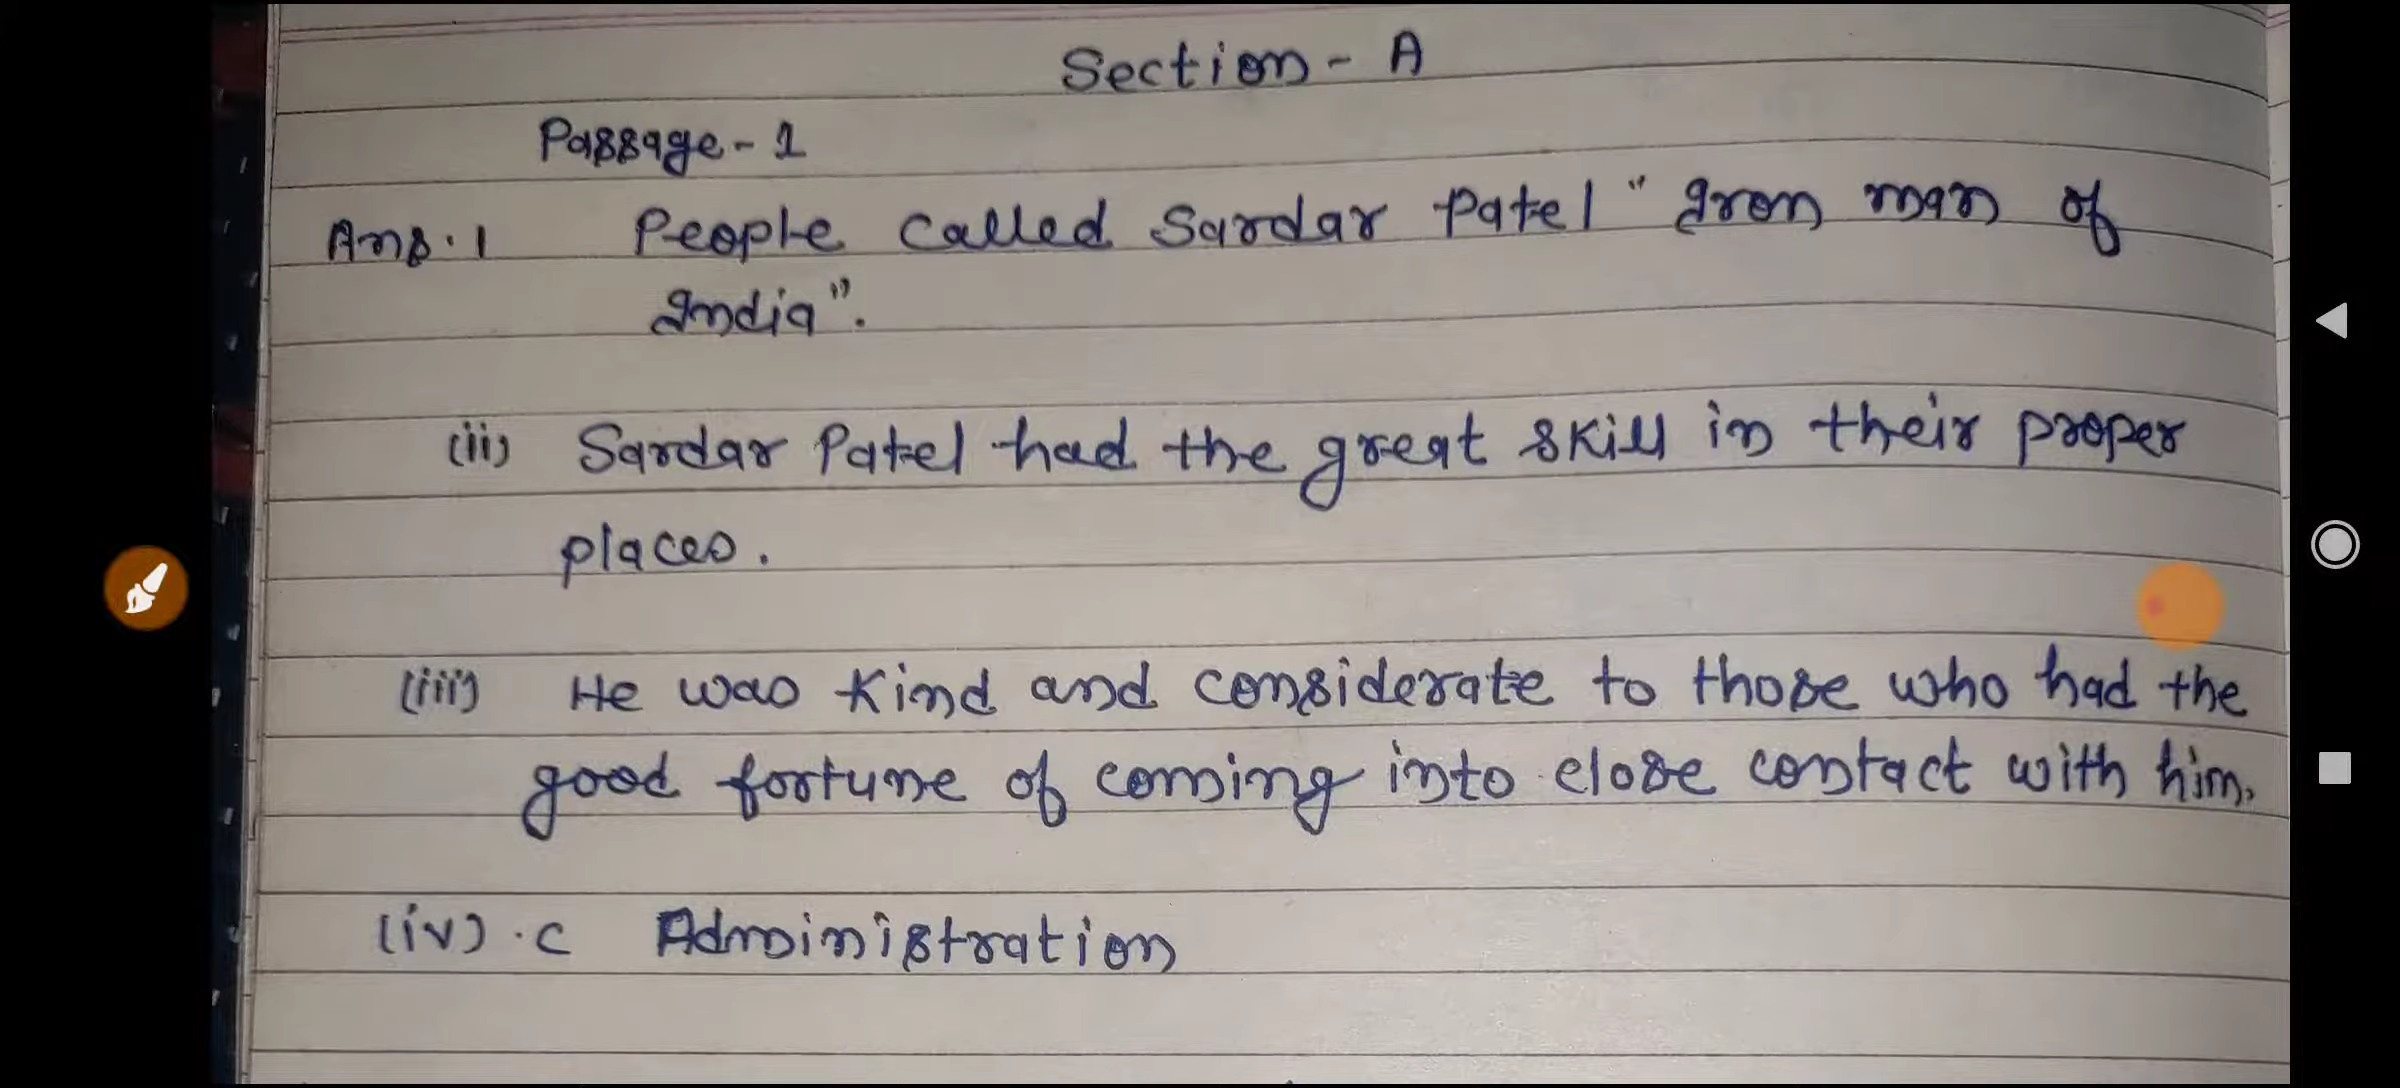 Section - A
Passage - 1
Ans. 1 People called Sardar Patel "Iron man of
India".
(ii) Sardar Patel had the great skill in their proper
places.
(iii) He was kind and considerate to those who had the
good fortune of coming into close contact with him.
(iv) . C Administration